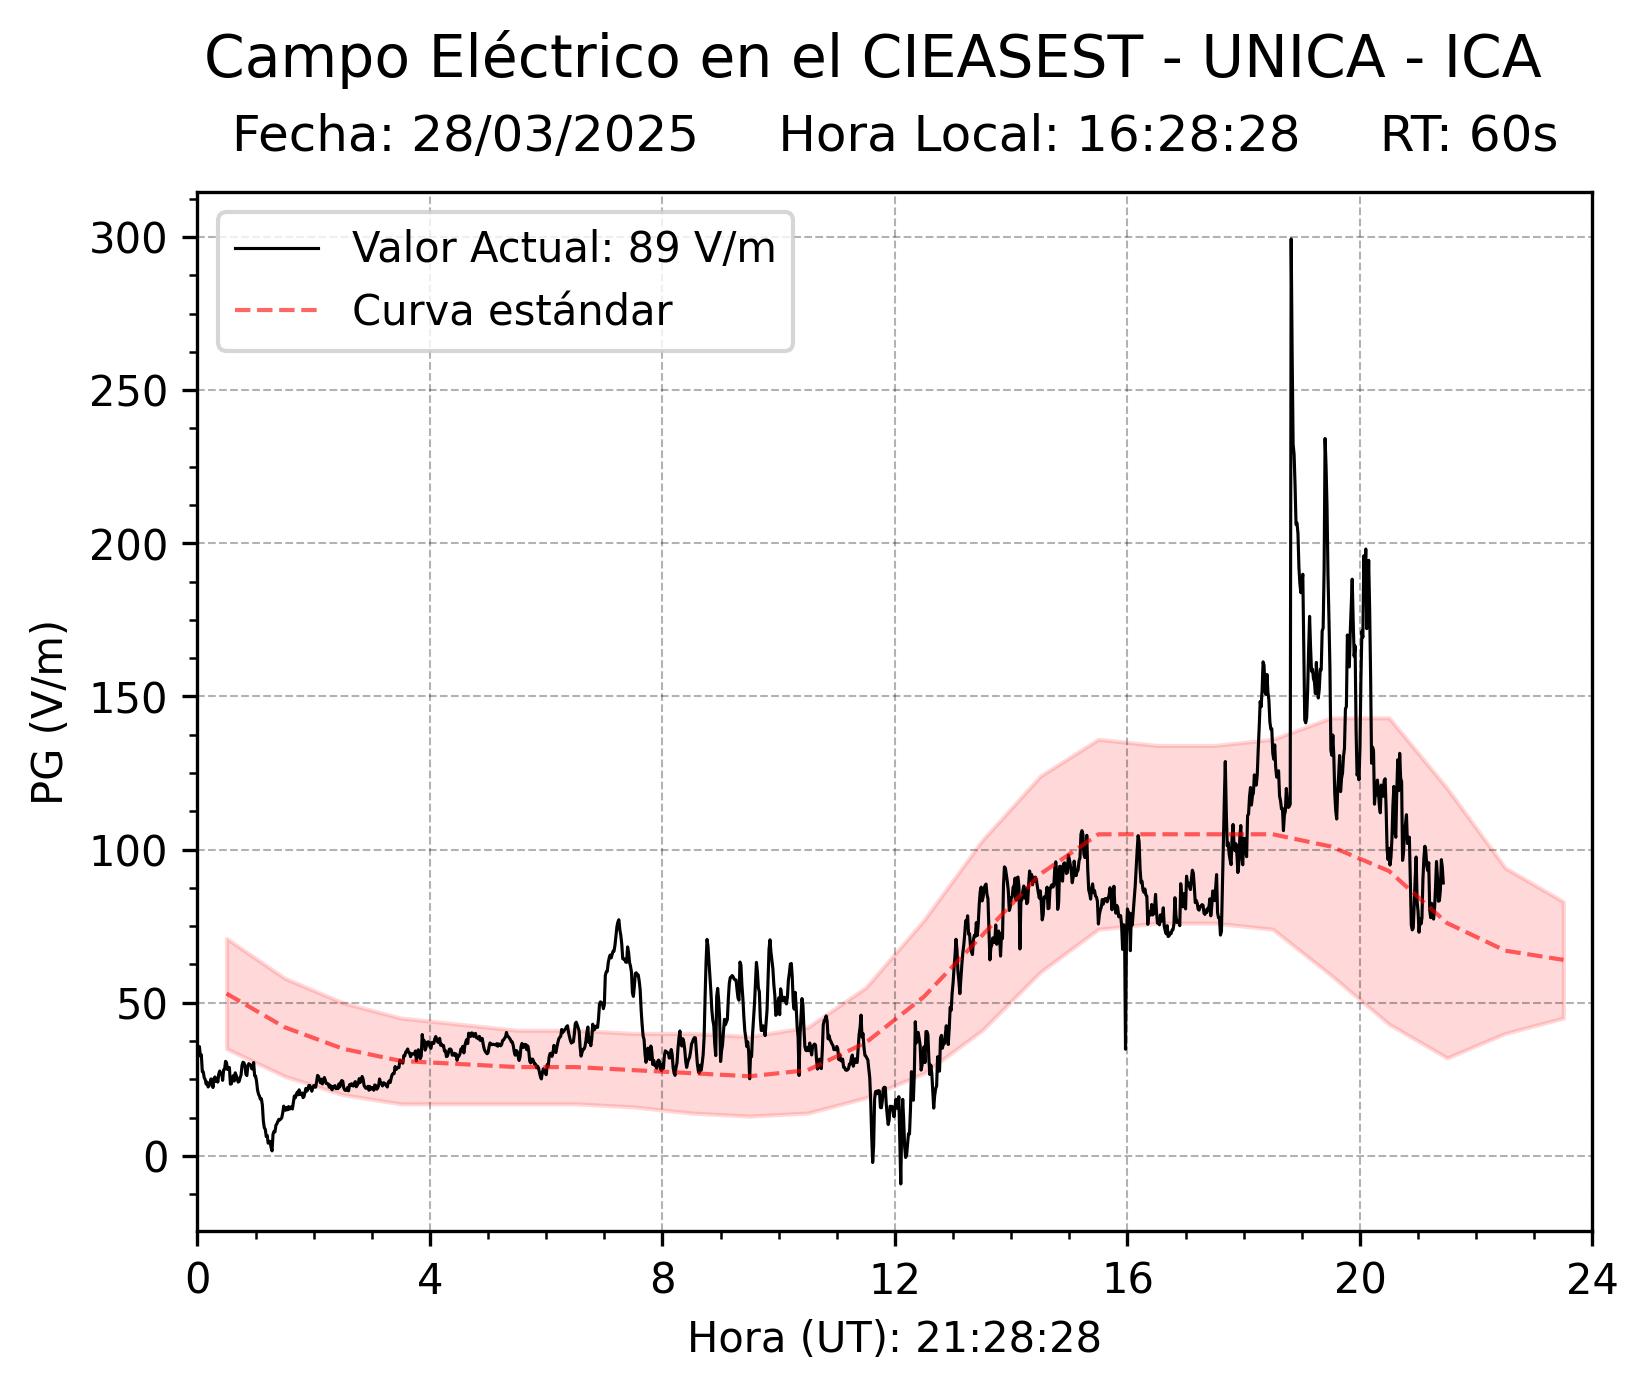 Campo Eléctrico en el CIEASEST - UNICA - ICA
Fecha: 28/03/2025 Hora Local: 16:28:28 RT: 60s
Valor Actual: 89 V/m
Curva estándar
PG (V/m)
300
250
200
150
100
50
0
0 4 8 12 16 20 24
Hora (UT): 21:28:28